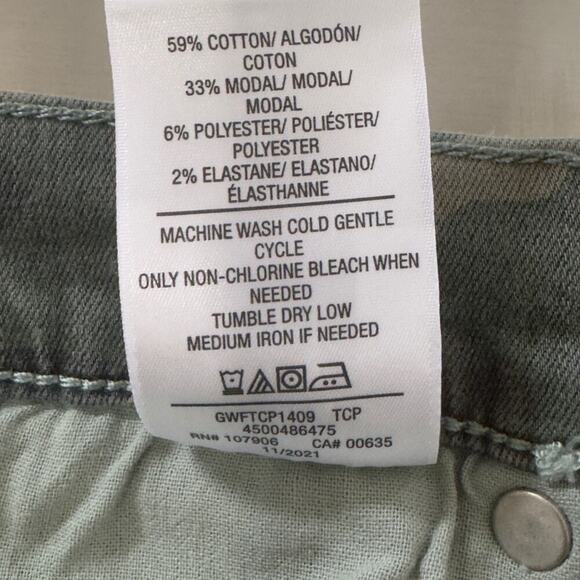 59% COTTON/ ALGODÓN/
COTON
33% MODAL/ MODAL/
MODAL
6% POLYESTER/ POLIÉSTER/
POLYESTER
2% ELASTANE/ ELASTANO/
ÉLASTHANNE
MACHINE WASH COLD GENTLE
CYCLE
ONLY NON-CHLORINE BLEACH WHEN
NEEDED
TUMBLE DRY LOW
MEDIUM IRON IF NEEDED
GWFTCP1409 TCP
4500486475
RN# 107906 CA# 00635
11/2021